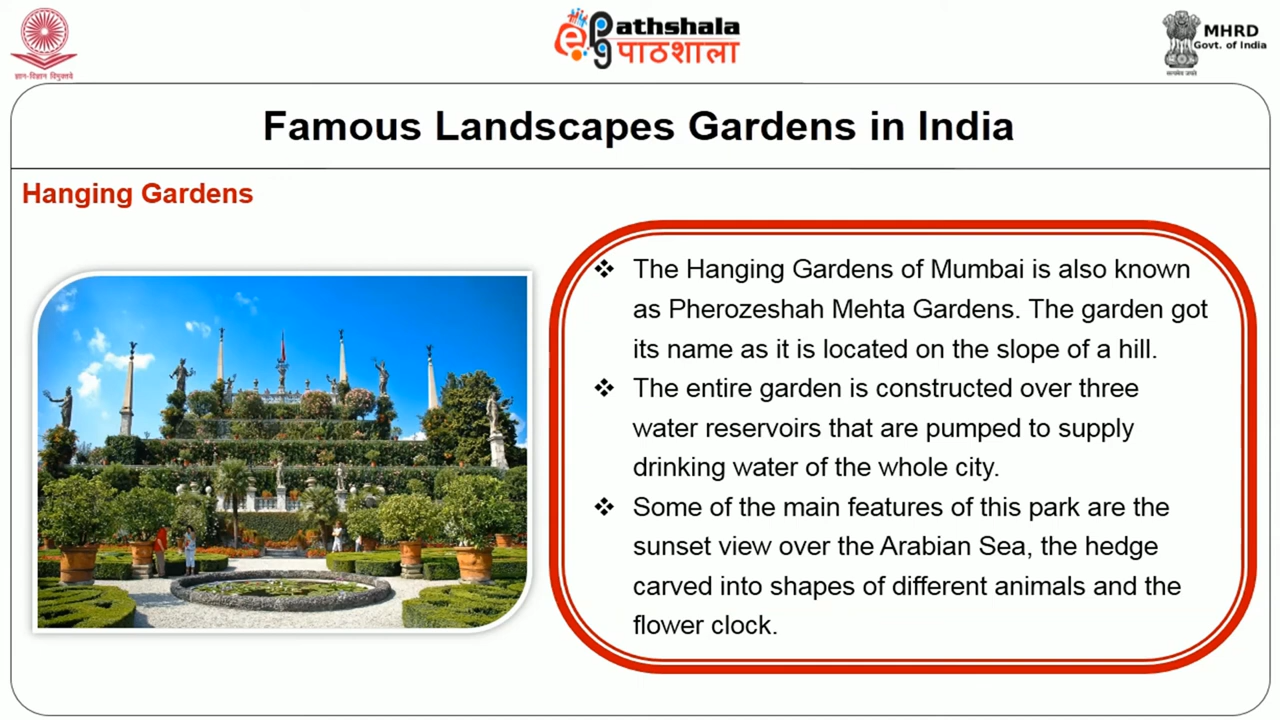 ज्ञान-विज्ञान विमुक्तये
ePathshala
पाठशाला
सत्यमेव जयते
MHRD
Govt. of India
Famous Landscapes Gardens in India
Hanging Gardens
❖ The Hanging Gardens of Mumbai is also known
as Pherozeshah Mehta Gardens. The garden got
its name as it is located on the slope of a hill.
❖ The entire garden is constructed over three
water reservoirs that are pumped to supply
drinking water of the whole city.
❖ Some of the main features of this park are the
sunset view over the Arabian Sea, the hedge
carved into shapes of different animals and the
flower clock.